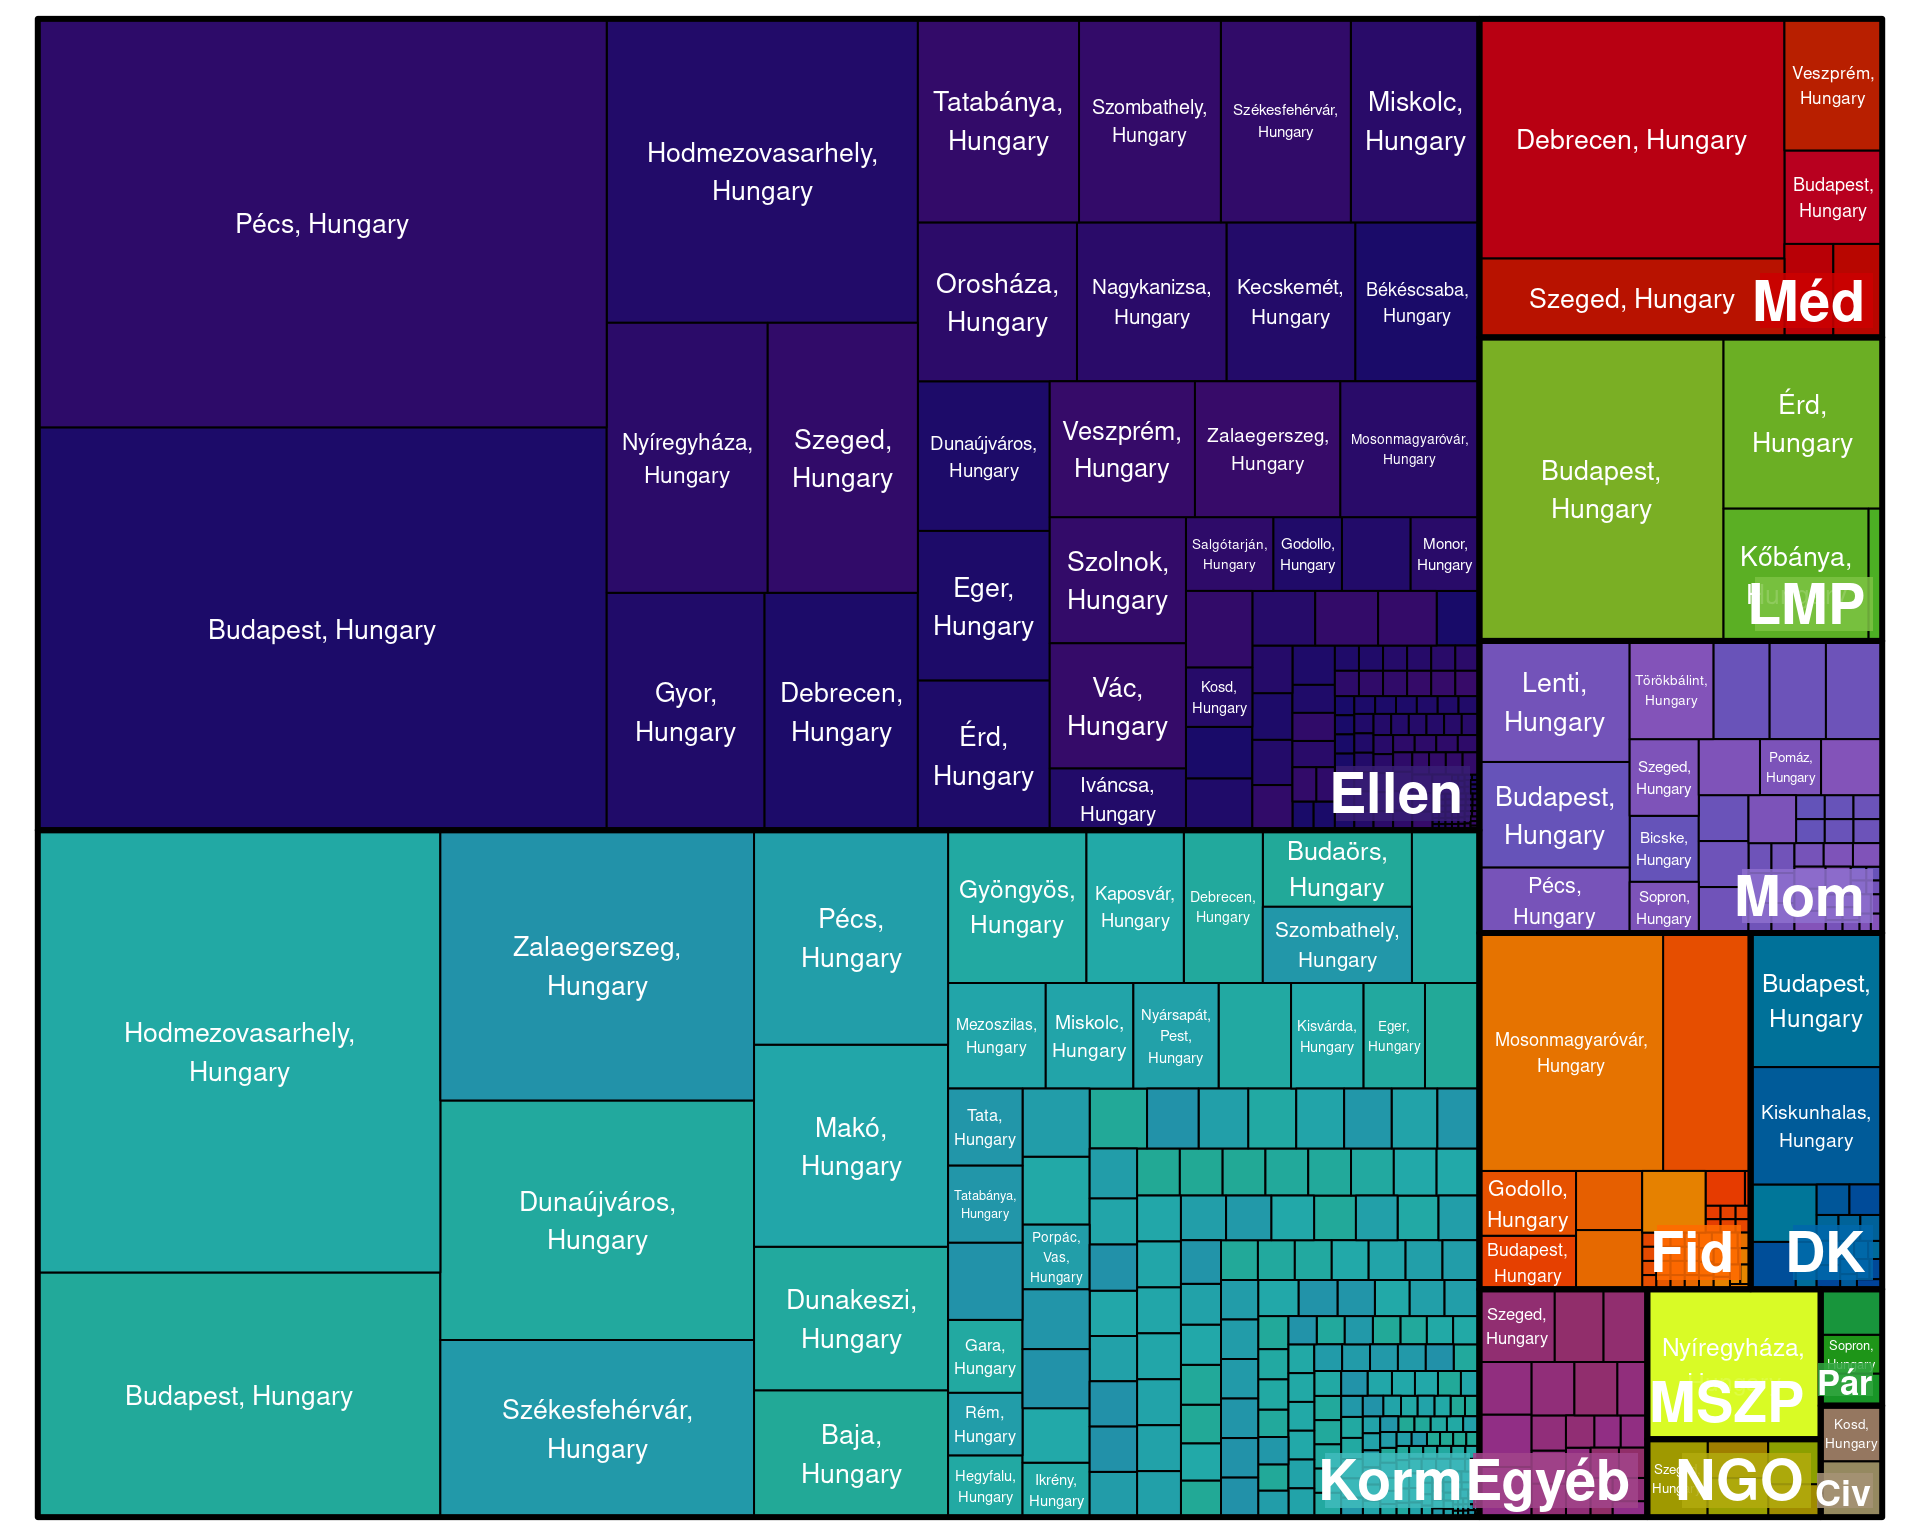 Pécs, Hungary
Budapest, Hungary
Hodmezovasarhely,
Hungary
Nyíregyháza,
Hungary
Szeged,
Hungary
Gyor,
Hungary
Debrecen,
Hungary
Tatabánya,
Hungary
Szombathely,
Hungary
Székesfehérvár,
Hungary
Miskolc,
Hungary
Orosháza,
Hungary
Nagykanizsa,
Hungary
Kecskemét,
Hungary
Békéscsaba,
Hungary
Dunaújváros,
Hungary
Eger,
Hungary
Érd,
Hungary
Veszprém,
Hungary
Zalaegerszeg,
Hungary
Mosonmagyaróvár,
Hungary
Szolnok,
Hungary
Vác,
Hungary
Iváncsa,
Hungary
Salgótarján,
Hungary
Godollo,
Hungary
Monor,
Hungary
Kosd,
Hungary
Ellen
Hodmezovasarhely,
Hungary
Budapest, Hungary
Zalaegerszeg,
Hungary
Dunaújváros,
Hungary
Székesfehérvár,
Hungary
Pécs,
Hungary
Makó,
Hungary
Dunakeszi,
Hungary
Baja,
Hungary
Gyöngyös,
Hungary
Kaposvár,
Hungary
Debrecen,
Hungary
Budaörs,
Hungary
Szombathely,
Hungary
Mezoszilas,
Hungary
Miskolc,
Hungary
Nyársapát,
Pest,
Hungary
Kisvárda,
Hungary
Eger,
Hungary
Tata,
Hungary
Tatabánya,
Hungary
Gara,
Hungary
Rém,
Hungary
Hegyfalu,
Hungary
Porpác,
Vas,
Hungary
Ikrény,
Hungary
Korm
Debrecen, Hungary
Szeged, Hungary
Veszprém,
Hungary
Budapest,
Hungary
Méd
Budapest,
Hungary
Érd,
Hungary
Kőbánya,
Hungary
LMP
Lenti,
Hungary
Budapest,
Hungary
Pécs,
Hungary
Törökbálint,
Hungary
Szeged,
Hungary
Bicske,
Hungary
Sopron,
Hungary
Pomáz,
Hungary
Mom
Mosonmagyaróvár,
Hungary
Godollo,
Hungary
Budapest,
Hungary
Fid
Budapest,
Hungary
Kiskunhalas,
Hungary
DK
Szeged,
Hungary
Egyéb
Nyíregyháza,
MSZP
NGO
Sopron,
Hungary
Pár
Kosd,
Hungary
Civ